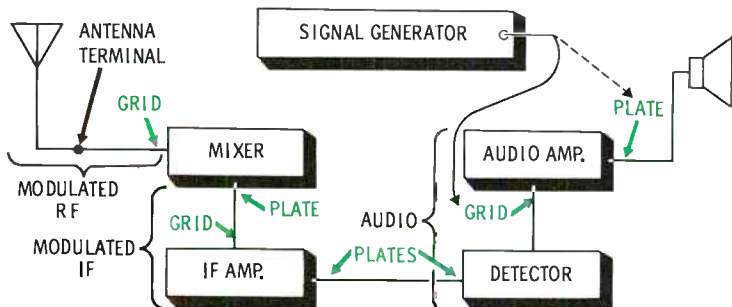 SIGNAL GENERATOR
ANTENNA
TERMINAL
GRID
PLATE
MIXER
AUDIO AMP.
MODULATED
RF
PLATE
AUDIO
GRID
GRID
MODULATED
IF
PLATES
IF AMP.
DETECTOR